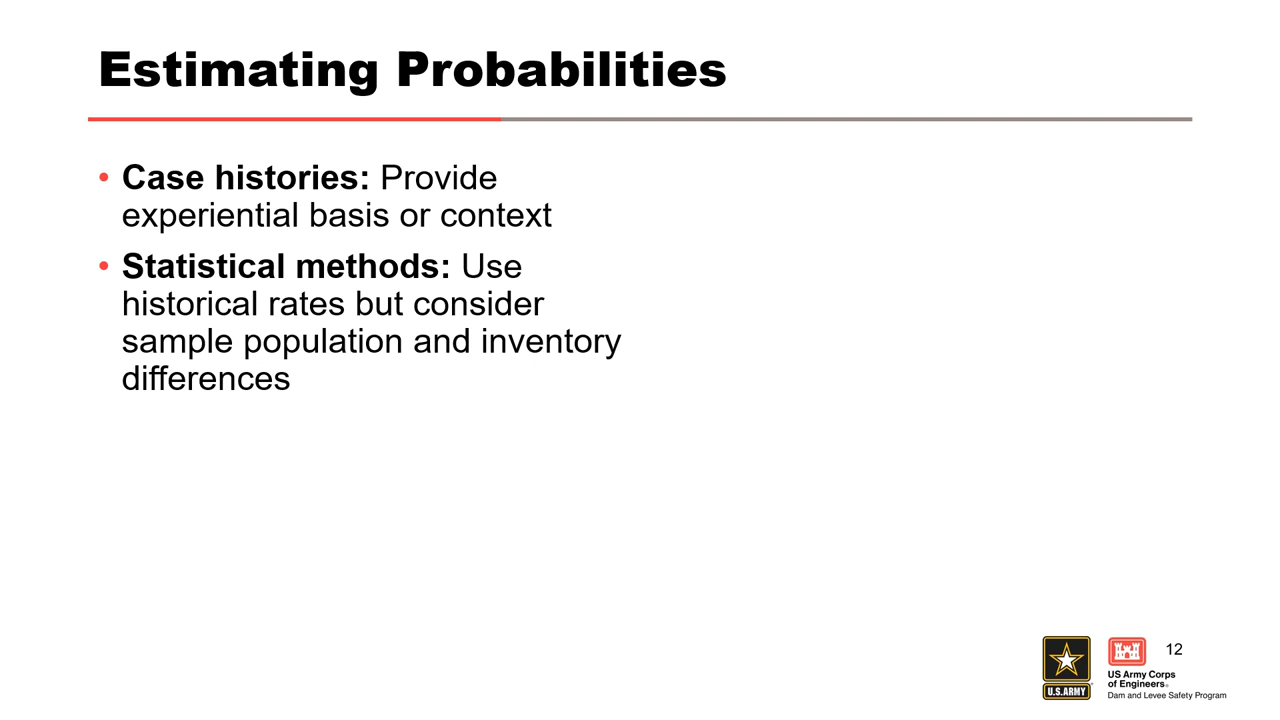 Estimating Probabilities
• Case histories: Provide
experiential basis or context
• Statistical methods: Use
historical rates but consider
sample population and inventory
differences
12
U.S.ARMY
US Army Corps
of Engineers®
Dam and Levee Safety Program